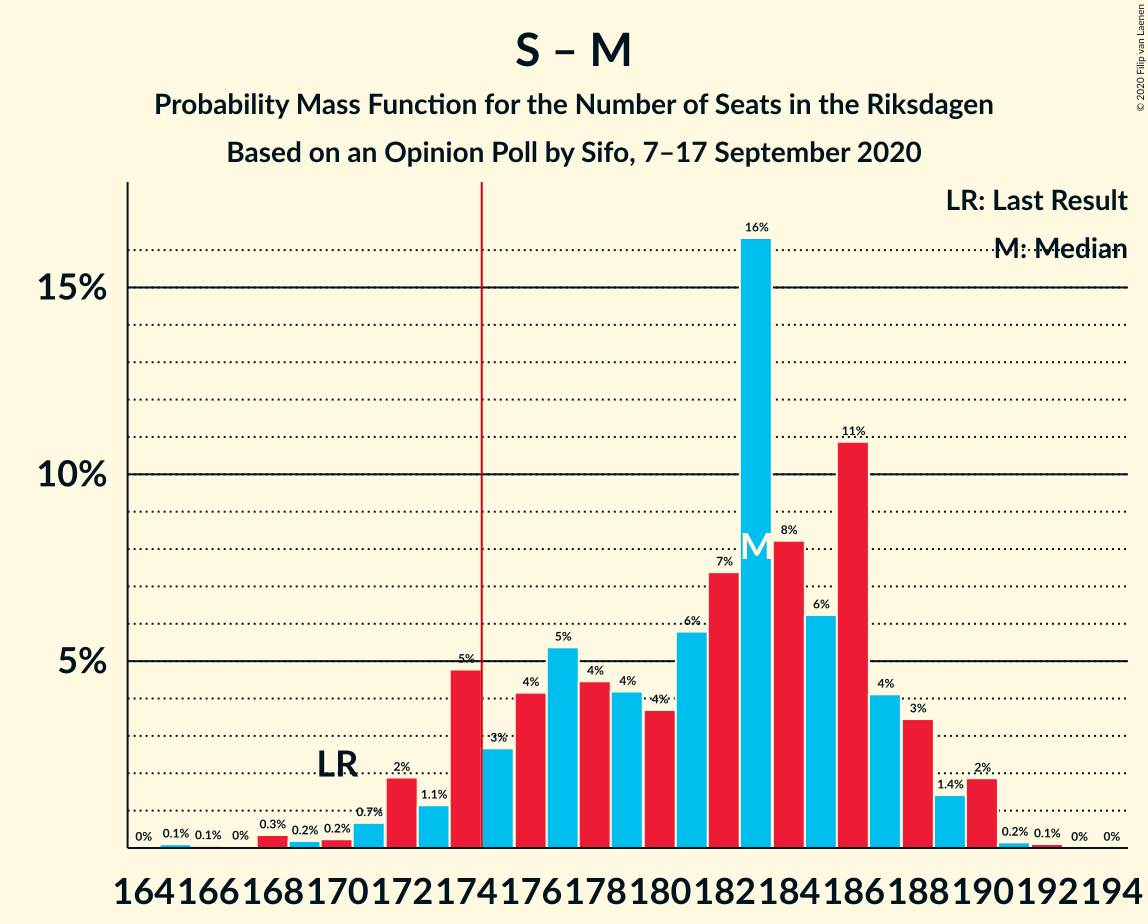 S – M
Probability Mass Function for the Number of Seats in the Riksdagen
Based on an Opinion Poll by Sifo, 7–17 September 2020
© 2020 Filip van Laenen
LR: Last Result
M: Median
15%
10%
5%
0% 0.1% 0.1% 0% 0.3% 0.2% 0.2% 0.7% 2% 1.1% 5% 3% 4% 5% 4% 4% 4% 6% 7% 16% 8% 6% 11% 4% 3% 1.4% 2% 0.2% 0.1% 0% 0%
LR
M
164 166 168 170 172 174 176 178 180 182 184 186 188 190 192 194